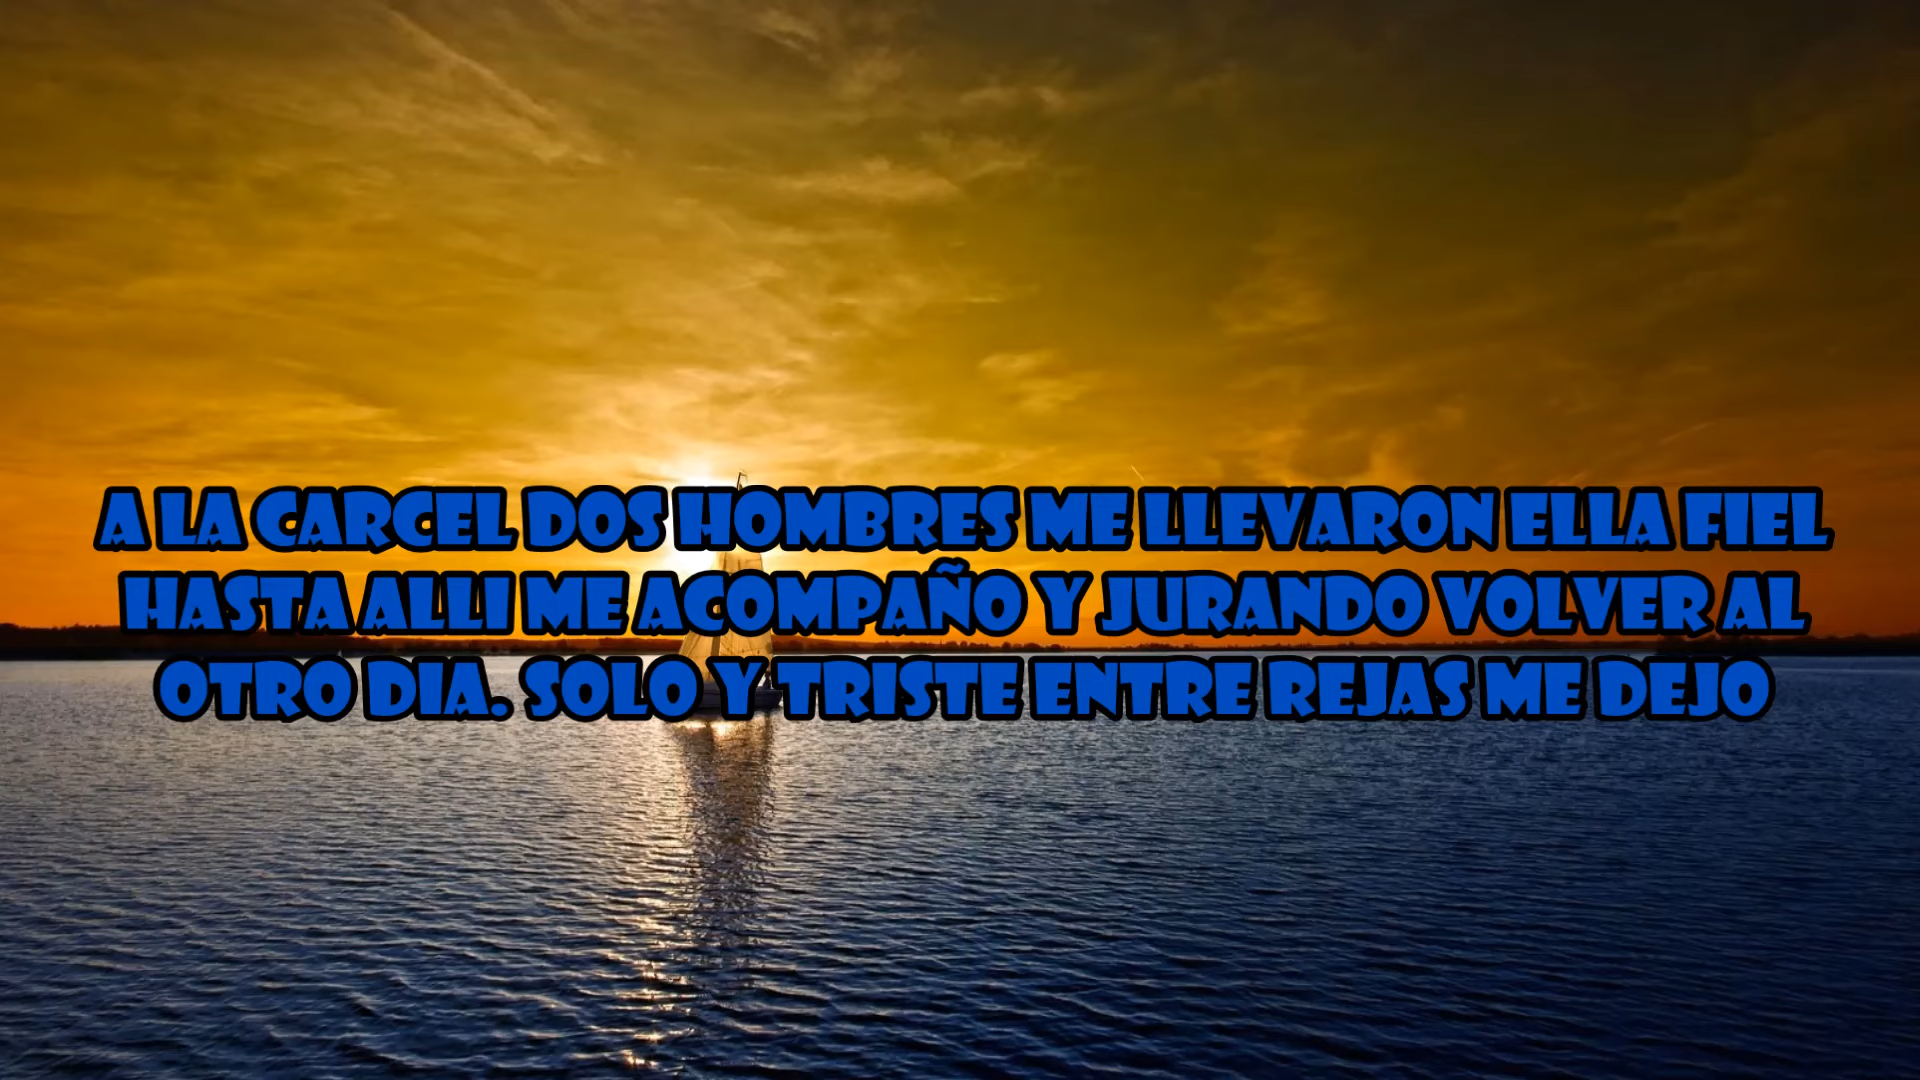 A LA CARCEL DOS HOMBRES ME LLEVARON ELLA FIEL
HASTA ALLI ME ACOMPAÑO Y JURANDO VOLVER AL
OTRO DIA. SOLO Y TRISTE ENTRE REJAS ME DEJO